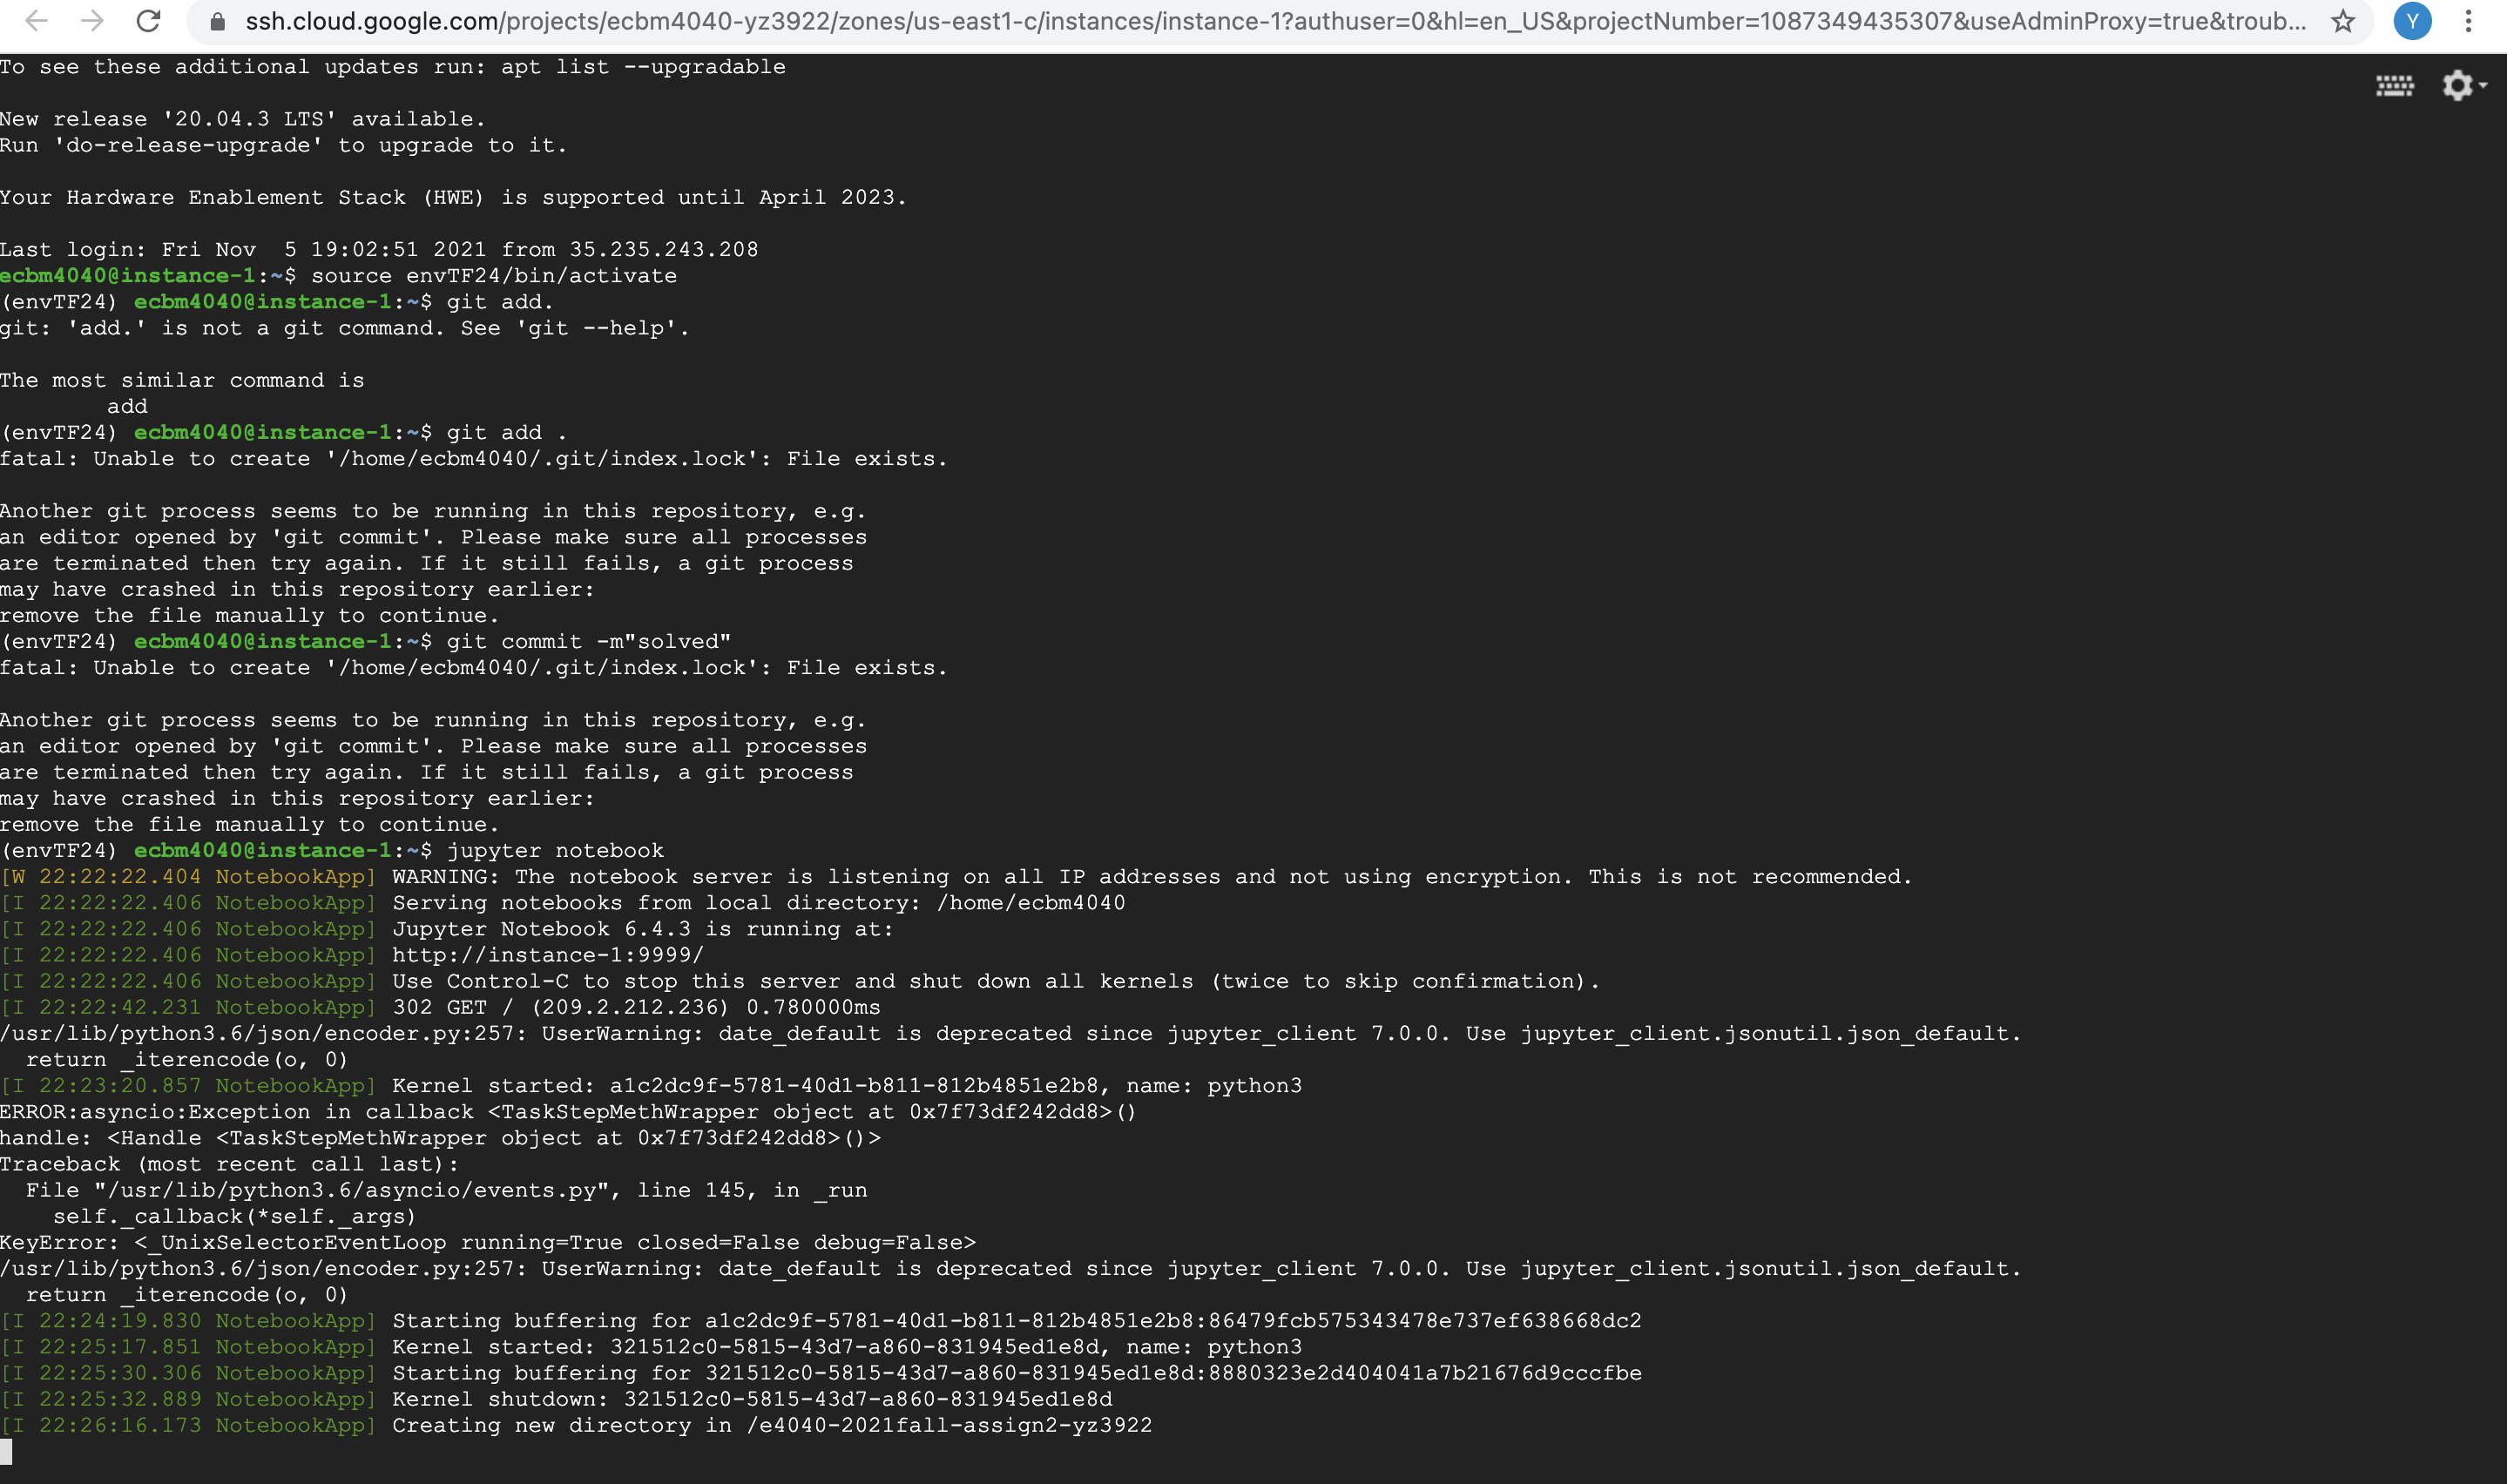 ssh.cloud.google.com/projects/ecbm4040-yz3922/zones/us-east1-c/instances/instance-1?authuser=0&hl=en_US&projectNumber=1087349435307&useAdminProxy=true&troub...
Y
To see these additional updates run: apt list --upgradable
New release '20.04.3 LTS' available.
Run 'do-release-upgrade' to upgrade to it.
Your Hardware Enablement Stack (HWE) is supported until April 2023.
Last login: Fri Nov  5 19:02:51 2021 from 35.235.243.208
ecbm4040@instance-1:~$ source envTF24/bin/activate
(envTF24) ecbm4040@instance-1:~$ git add.
git: 'add.' is not a git command. See 'git --help'.
The most similar command is
add
(envTF24) ecbm4040@instance-1:~$ git add .
fatal: Unable to create '/home/ecbm4040/.git/index.lock': File exists.
Another git process seems to be running in this repository, e.g.
an editor opened by 'git commit'. Please make sure all processes
are terminated then try again. If it still fails, a git process
may have crashed in this repository earlier:
remove the file manually to continue.
(envTF24) ecbm4040@instance-1:~$ git commit -m"solved"
fatal: Unable to create '/home/ecbm4040/.git/index.lock': File exists.
Another git process seems to be running in this repository, e.g.
an editor opened by 'git commit'. Please make sure all processes
are terminated then try again. If it still fails, a git process
may have crashed in this repository earlier:
remove the file manually to continue.
(envTF24) ecbm4040@instance-1:~$ jupyter notebook
[W 22:22:22.404 NotebookApp] WARNING: The notebook server is listening on all IP addresses and not using encryption. This is not recommended.
[I 22:22:22.406 NotebookApp] Serving notebooks from local directory: /home/ecbm4040
[I 22:22:22.406 NotebookApp] Jupyter Notebook 6.4.3 is running at:
[I 22:22:22.406 NotebookApp] http://instance-1:9999/
[I 22:22:22.406 NotebookApp] Use Control-C to stop this server and shut down all kernels (twice to skip confirmation).
[I 22:22:42.231 NotebookApp] 302 GET / (209.2.212.236) 0.780000ms
/usr/lib/python3.6/json/encoder.py:257: UserWarning: date_default is deprecated since jupyter_client 7.0.0. Use jupyter_client.jsonutil.json_default.
return _iterencode(o, 0)
[I 22:23:20.857 NotebookApp] Kernel started: a1c2dc9f-5781-40d1-b811-812b4851e2b8, name: python3
ERROR:asyncio:Exception in callback <TaskStepMethWrapper object at 0x7f73df242dd8>()
handle: <Handle <TaskStepMethWrapper object at 0x7f73df242dd8>()>
Traceback (most recent call last):
File "/usr/lib/python3.6/asyncio/events.py", line 145, in _run
self._callback(*self._args)
KeyError: <_UnixSelectorEventLoop running=True closed=False debug=False>
/usr/lib/python3.6/json/encoder.py:257: UserWarning: date_default is deprecated since jupyter_client 7.0.0. Use jupyter_client.jsonutil.json_default.
return _iterencode(o, 0)
[I 22:24:19.830 NotebookApp] Starting buffering for a1c2dc9f-5781-40d1-b811-812b4851e2b8:86479fcb575343478e737ef638668dc2
[I 22:25:17.851 NotebookApp] Kernel started: 321512c0-5815-43d7-a860-831945ed1e8d, name: python3
[I 22:25:30.306 NotebookApp] Starting buffering for 321512c0-5815-43d7-a860-831945ed1e8d:8880323e2d404041a7b21676d9cccfbe
[I 22:25:32.889 NotebookApp] Kernel shutdown: 321512c0-5815-43d7-a860-831945ed1e8d
[I 22:26:16.173 NotebookApp] Creating new directory in /e4040-2021fall-assign2-yz3922